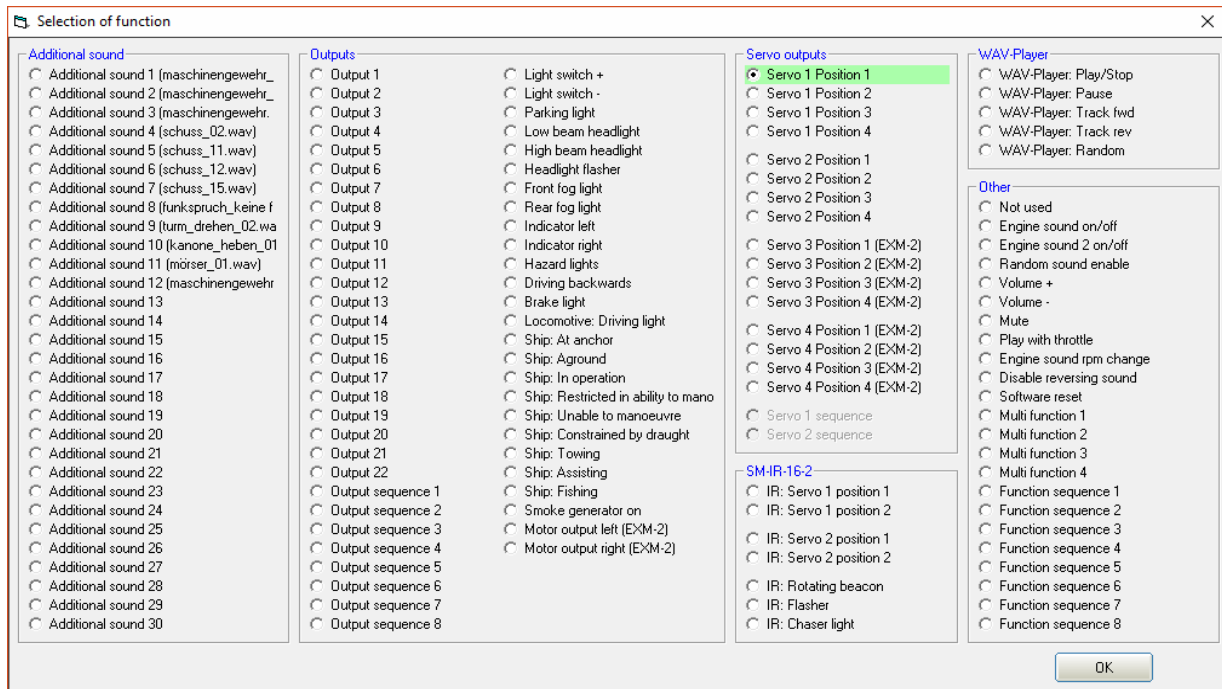 Selection of function
Additional sound
Additional sound 1 (maschinengewehr_
Additional sound 2 (maschinengewehr_
Additional sound 3 (maschinengewehr.
Additional sound 4 (schuss_02.wav)
Additional sound 5 (schuss_11.wav)
Additional sound 6 (schuss_12.wav)
Additional sound 7 (schuss_15.wav)
Additional sound 8 (funkspruch_keine f
Additional sound 9 (turm_drehen_02.wa
Additional sound 10 (kanone_heben_01
Additional sound 11 (mörser_01.wav)
Additional sound 12 (maschinengewehr
Additional sound 13
Additional sound 14
Additional sound 15
Additional sound 16
Additional sound 17
Additional sound 18
Additional sound 19
Additional sound 20
Additional sound 21
Additional sound 22
Additional sound 23
Additional sound 24
Additional sound 25
Additional sound 26
Additional sound 27
Additional sound 28
Additional sound 29
Additional sound 30
Outputs
Output 1
Output 2
Output 3
Output 4
Output 5
Output 6
Output 7
Output 8
Output 9
Output 10
Output 11
Output 12
Output 13
Output 14
Output 15
Output 16
Output 17
Output 18
Output 19
Output 20
Output 21
Output 22
Output sequence 1
Output sequence 2
Output sequence 3
Output sequence 4
Output sequence 5
Output sequence 6
Output sequence 7
Output sequence 8
Light switch +
Light switch -
Parking light
Low beam headlight
High beam headlight
Headlight flasher
Front fog light
Rear fog light
Indicator left
Indicator right
Hazard lights
Driving backwards
Brake light
Locomotive: Driving light
Ship: At anchor
Ship: Aground
Ship: In operation
Ship: Restricted in ability to mano
Ship: Unable to manoeuvre
Ship: Constrained by draught
Ship: Towing
Ship: Assisting
Ship: Fishing
Smoke generator on
Motor output left (EXM-2)
Motor output right (EXM-2)
Servo outputs
Servo 1 Position 1
Servo 1 Position 2
Servo 1 Position 3
Servo 1 Position 4
Servo 2 Position 1
Servo 2 Position 2
Servo 2 Position 3
Servo 2 Position 4
Servo 3 Position 1 (EXM-2)
Servo 3 Position 2 (EXM-2)
Servo 3 Position 3 (EXM-2)
Servo 3 Position 4 (EXM-2)
Servo 4 Position 1 (EXM-2)
Servo 4 Position 2 (EXM-2)
Servo 4 Position 3 (EXM-2)
Servo 4 Position 4 (EXM-2)
Servo 1 sequence
Servo 2 sequence
SM-IR-16-2
IR: Servo 1 position 1
IR: Servo 1 position 2
IR: Servo 2 position 1
IR: Servo 2 position 2
IR: Rotating beacon
IR: Flasher
IR: Chaser light
WAV-Player
WAV-Player: Play/Stop
WAV-Player: Pause
WAV-Player: Track fwd
WAV-Player: Track rev
WAV-Player: Random
Other
Not used
Engine sound on/off
Engine sound 2 on/off
Random sound enable
Volume +
Volume -
Mute
Play with throttle
Engine sound rpm change
Disable reversing sound
Software reset
Multi function 1
Multi function 2
Multi function 3
Multi function 4
Function sequence 1
Function sequence 2
Function sequence 3
Function sequence 4
Function sequence 5
Function sequence 6
Function sequence 7
Function sequence 8
OK